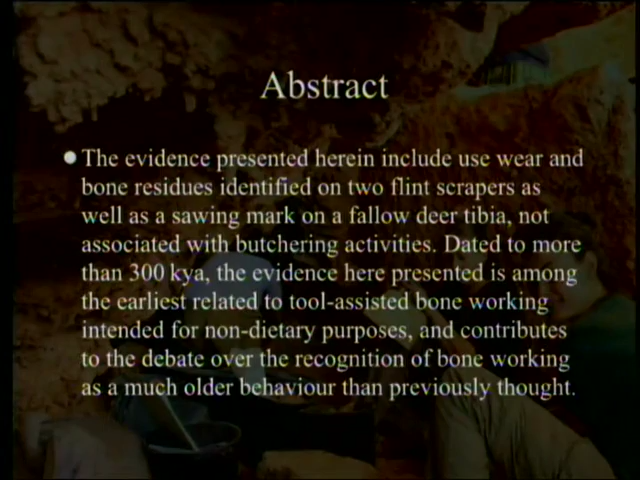 Abstract
The evidence presented herein include use wear and
bone residues identified on two flint scrapers as
well as a sawing mark on a fallow deer tibia, not
associated with butchering activities. Dated to more
than 300 kya, the evidence here presented is among
the earliest related to tool-assisted bone working
intended for non-dietary purposes, and contributes
to the debate over the recognition of bone working
as a much older behaviour than previously thought.